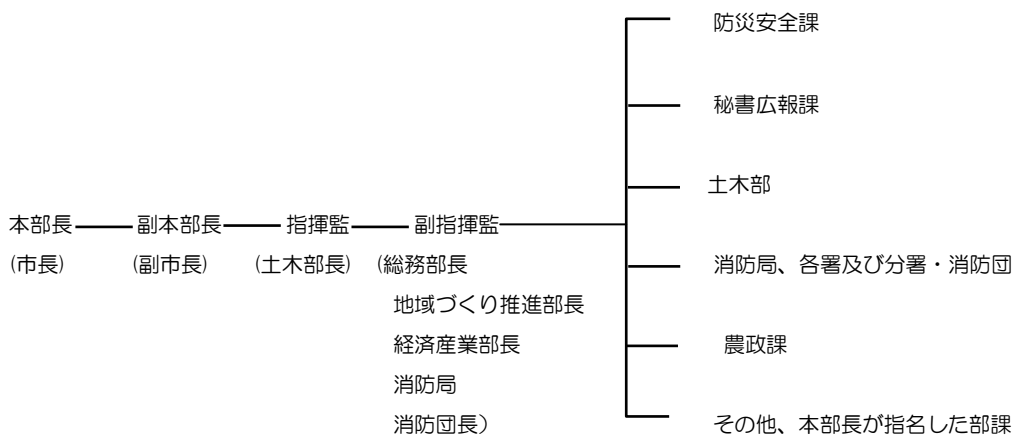 防災安全課
秘書広報課
土木部
本部長 副本部長 指揮監 副指揮監
(市長) (副市長) (土木部長) (総務部長
消防局、各署及び分署・消防団
地域づくり推進部長
経済産業部長
農政課
消防局
消防団長)
その他、本部長が指名した部課